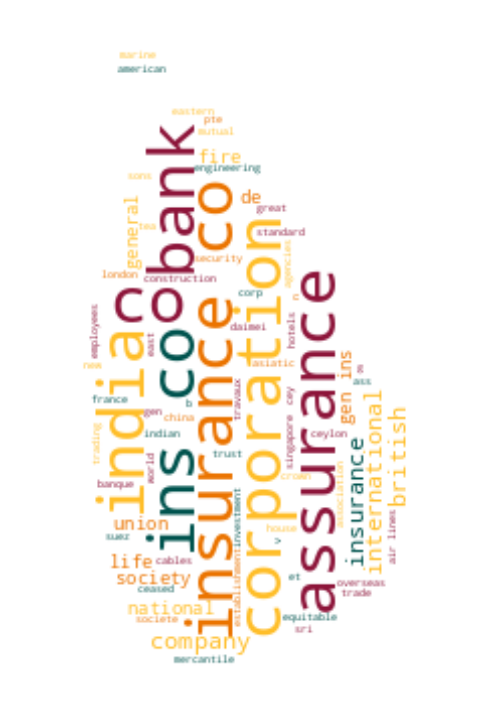 marine
american
eastern
pte
mutual
bank
fire
engineering
sons
co
de
great
general
tea
standard
security
corporation
agencies
london
construction
assurance
corp
n
co
employees
co
insurance
daimei
hotels
india
east
new
asiatic
ins
as
ass
france
b
travaux
cey
gen
gen
china
international
british
trading
indian
singapore
ceylon
insurance
trust
ins
world
banque
crown
association
investment
air lines
union
suez
house
>
life
cables
society
establishment
et
overseas
ceased
trade
national
societe
equitable
sri
company
mercantile